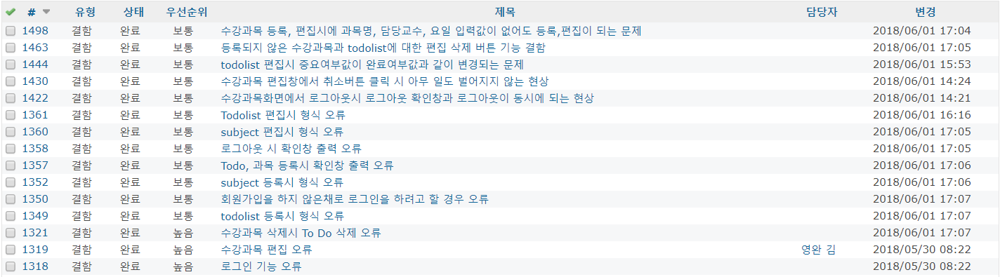 # 유형 상태 우선순위 제목 담당자 변경
1498 결함 완료 보통 수강과목 등록, 편집시에 과목명, 담당교수, 요일 입력값이 없어도 등록,편집이 되는 문제 2018/06/01 17:04
1463 결함 완료 보통 등록되지 않은 수강과목과 todolist에 대한 편집 삭제 버튼 기능 결함 2018/06/01 17:05
1444 결함 완료 보통 todolist 편집시 중요여부값이 완료여부값과 같이 변경되는 문제 2018/06/01 15:53
1430 결함 완료 보통 수강과목 편집창에서 취소버튼 클릭 시 아무 일도 벌어지지 않는 현상 2018/06/01 14:24
1422 결함 완료 보통 수강과목화면에서 로그아웃시 로그아웃 확인창과 로그아웃이 동시에 되는 현상 2018/06/01 14:21
1361 결함 완료 보통 Todolist 편집시 형식 오류 2018/06/01 16:16
1360 결함 완료 보통 subject 편집시 형식 오류 2018/06/01 17:05
1358 결함 완료 보통 로그아웃 시 확인창 출력 오류 2018/06/01 17:05
1357 결함 완료 보통 Todo, 과목 등록시 확인창 출력 오류 2018/06/01 17:06
1352 결함 완료 보통 subject 등록시 형식 오류 2018/06/01 17:06
1350 결함 완료 보통 회원가입을 하지 않은채로 로그인을 하려고 할 경우 오류 2018/06/01 17:07
1349 결함 완료 보통 todolist 등록시 형식 오류 2018/06/01 17:07
1321 결함 완료 높음 수강과목 삭제시 To Do 삭제 오류 2018/06/01 17:07
1319 결함 완료 높음 수강과목 편집 오류 영완 김 2018/05/30 08:22
1318 결함 완료 높음 로그인 기능 오류 2018/05/30 08:22